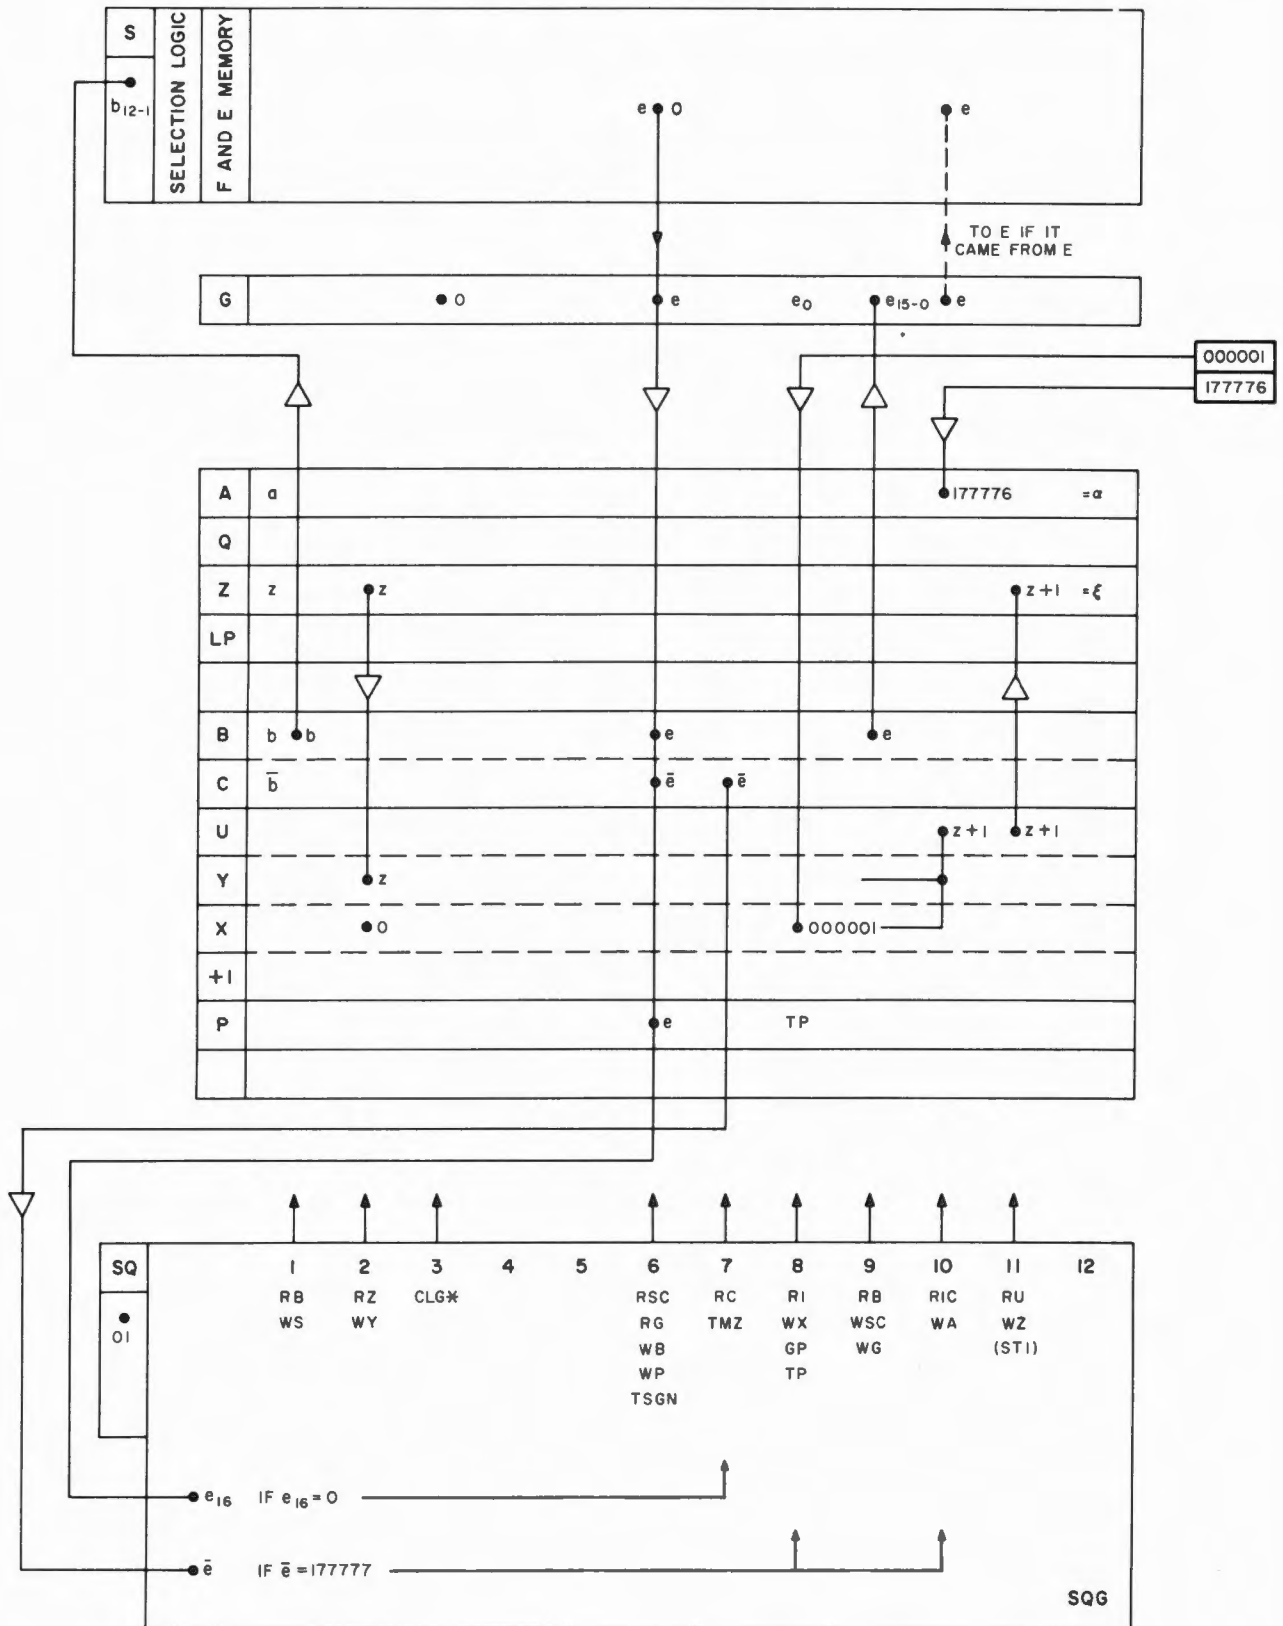 S
SELECTION LOGIC
F AND E MEMORY
b12-1
e 0
e
TO E IF IT
CAME FROM E
G 0 e e0 e15-0 e
000001
177776
A a 177776 =α
Q
Z z z z+1 =ξ
LP
B b b e e
C b̄ ē ē
U z+1 z+1
Y z
X 0 000001
+1
P e TP
SQ 1 2 3 4 5 6 7 8 9 10 11 12
01
RB RZ CLG* RSC RC RI RB RIC RU
WS WY RG TMZ WX WSC WA WZ
WB GP WG (STI)
WP TP
TSGN
e16 IF e16=0
ē IF ē=177777
SQG